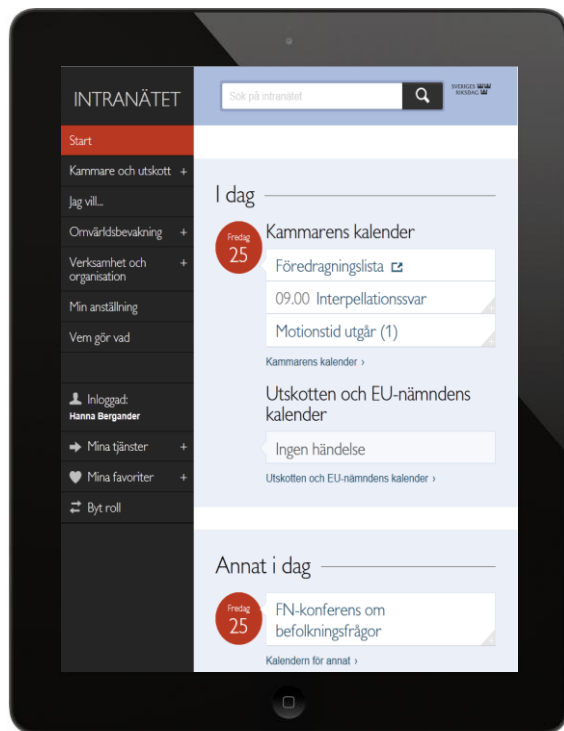 INTRANÄTET
Sök på intranätet
SVERIGES
RIKSDAG
Start
Kammare och utskott +
Jag vill...
Omvärldsbevakning +
Verksamhet och +
organisation
Min anställning
Vem gör vad
Inloggad:
Hanna Bergander
Mina tjänster +
Mina favoriter +
Byt roll
I dag
Fredag
25
Kammarens kalender
Föredragningslista
09.00 Interpellationssvar
Motionstid utgår (1)
Kammarens kalender ›
Utskotten och EU-nämndens
kalender
Ingen händelse
Utskotten och EU-nämndens kalender ›
Annat i dag
Fredag
25
FN-konferens om
befolkningsfrågor
Kalendern för annat ›